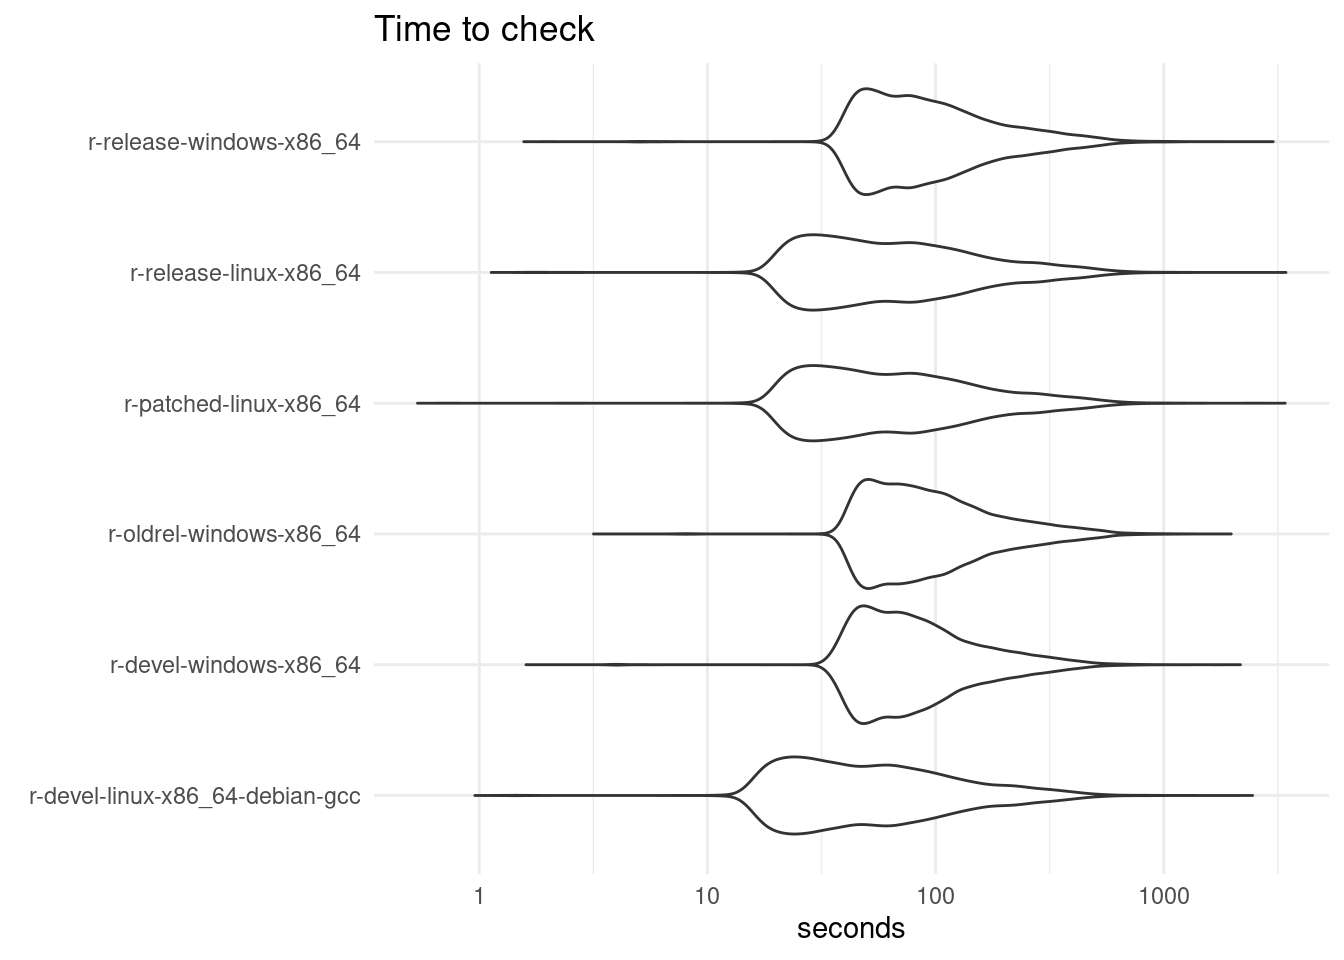 Time to check
r-release-windows-x86_64
r-release-linux-x86_64
r-patched-linux-x86_64
r-oldrel-windows-x86_64
r-devel-windows-x86_64
r-devel-linux-x86_64-debian-gcc
1 10 100 1000
seconds